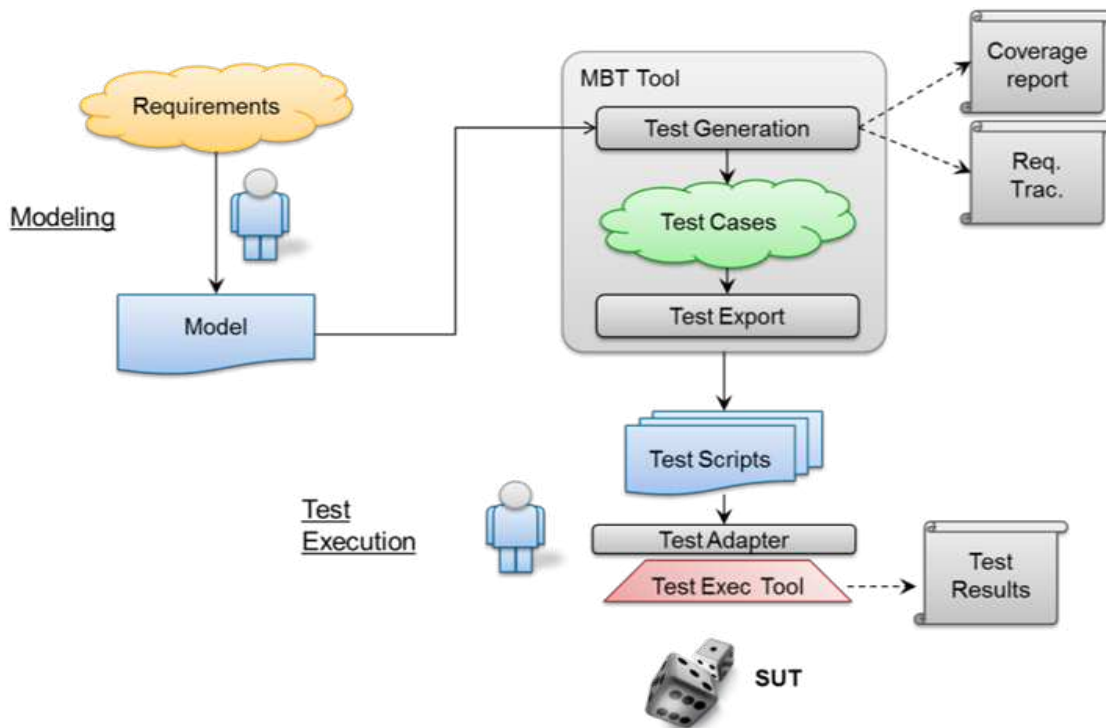 Requirements
Modeling
Model
MBT Tool
Test Generation
Test Cases
Test Export
Coverage
report
Req.
Trac.
Test Scripts
Test
Execution
Test Adapter
Test Exec Tool
Test
Results
SUT